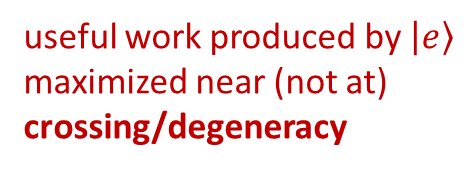 useful work produced by |e⟩
maximized near (not at)
crossing/degeneracy